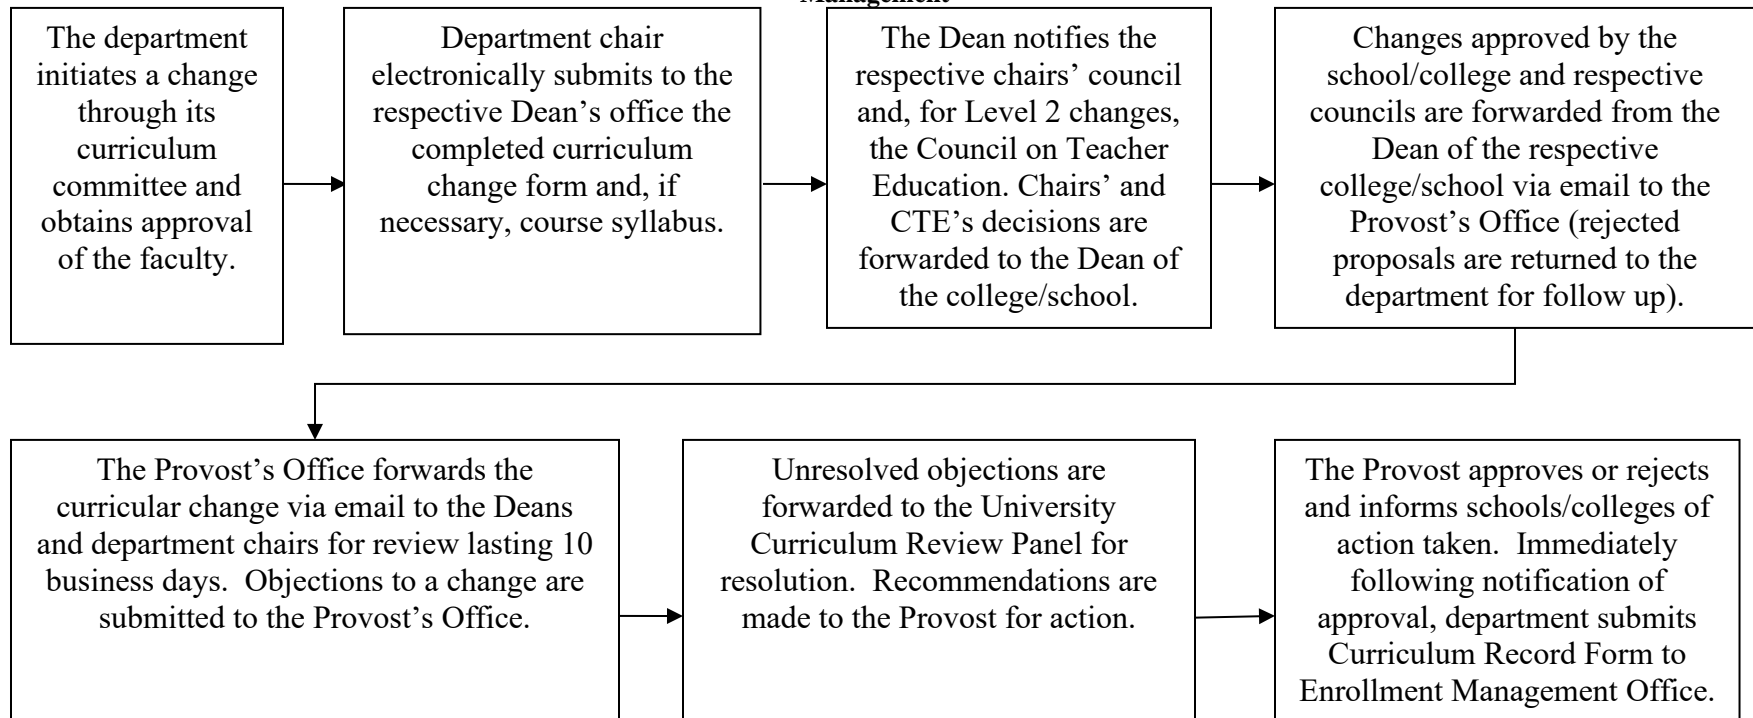 Management
The department
initiates a change
through its
curriculum
committee and
obtains approval
of the faculty.
Department chair
electronically submits to the
respective Dean’s office the
completed curriculum
change form and, if
necessary, course syllabus.
The Dean notifies the
respective chairs’ council
and, for Level 2 changes,
the Council on Teacher
Education. Chairs’ and
CTE’s decisions are
forwarded to the Dean of
the college/school.
Changes approved by the
school/college and respective
councils are forwarded from the
Dean of the respective
college/school via email to the
Provost’s Office (rejected
proposals are returned to the
department for follow up).
The Provost’s Office forwards the
curricular change via email to the Deans
and department chairs for review lasting 10
business days.  Objections to a change are
submitted to the Provost’s Office.
Unresolved objections are
forwarded to the University
Curriculum Review Panel for
resolution.  Recommendations are
made to the Provost for action.
The Provost approves or rejects
and informs schools/colleges of
action taken.  Immediately
following notification of
approval, department submits
Curriculum Record Form to
Enrollment Management Office.